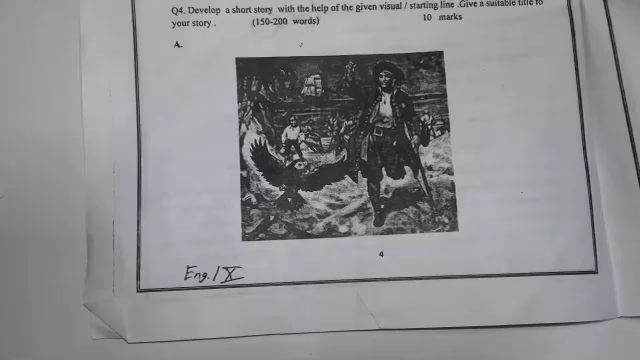 Q4. Develop a short story with the help of the given visual / starting line .Give a suitable title to
your story . (150-200 words) 10 marks
A.
4
Eng. / X